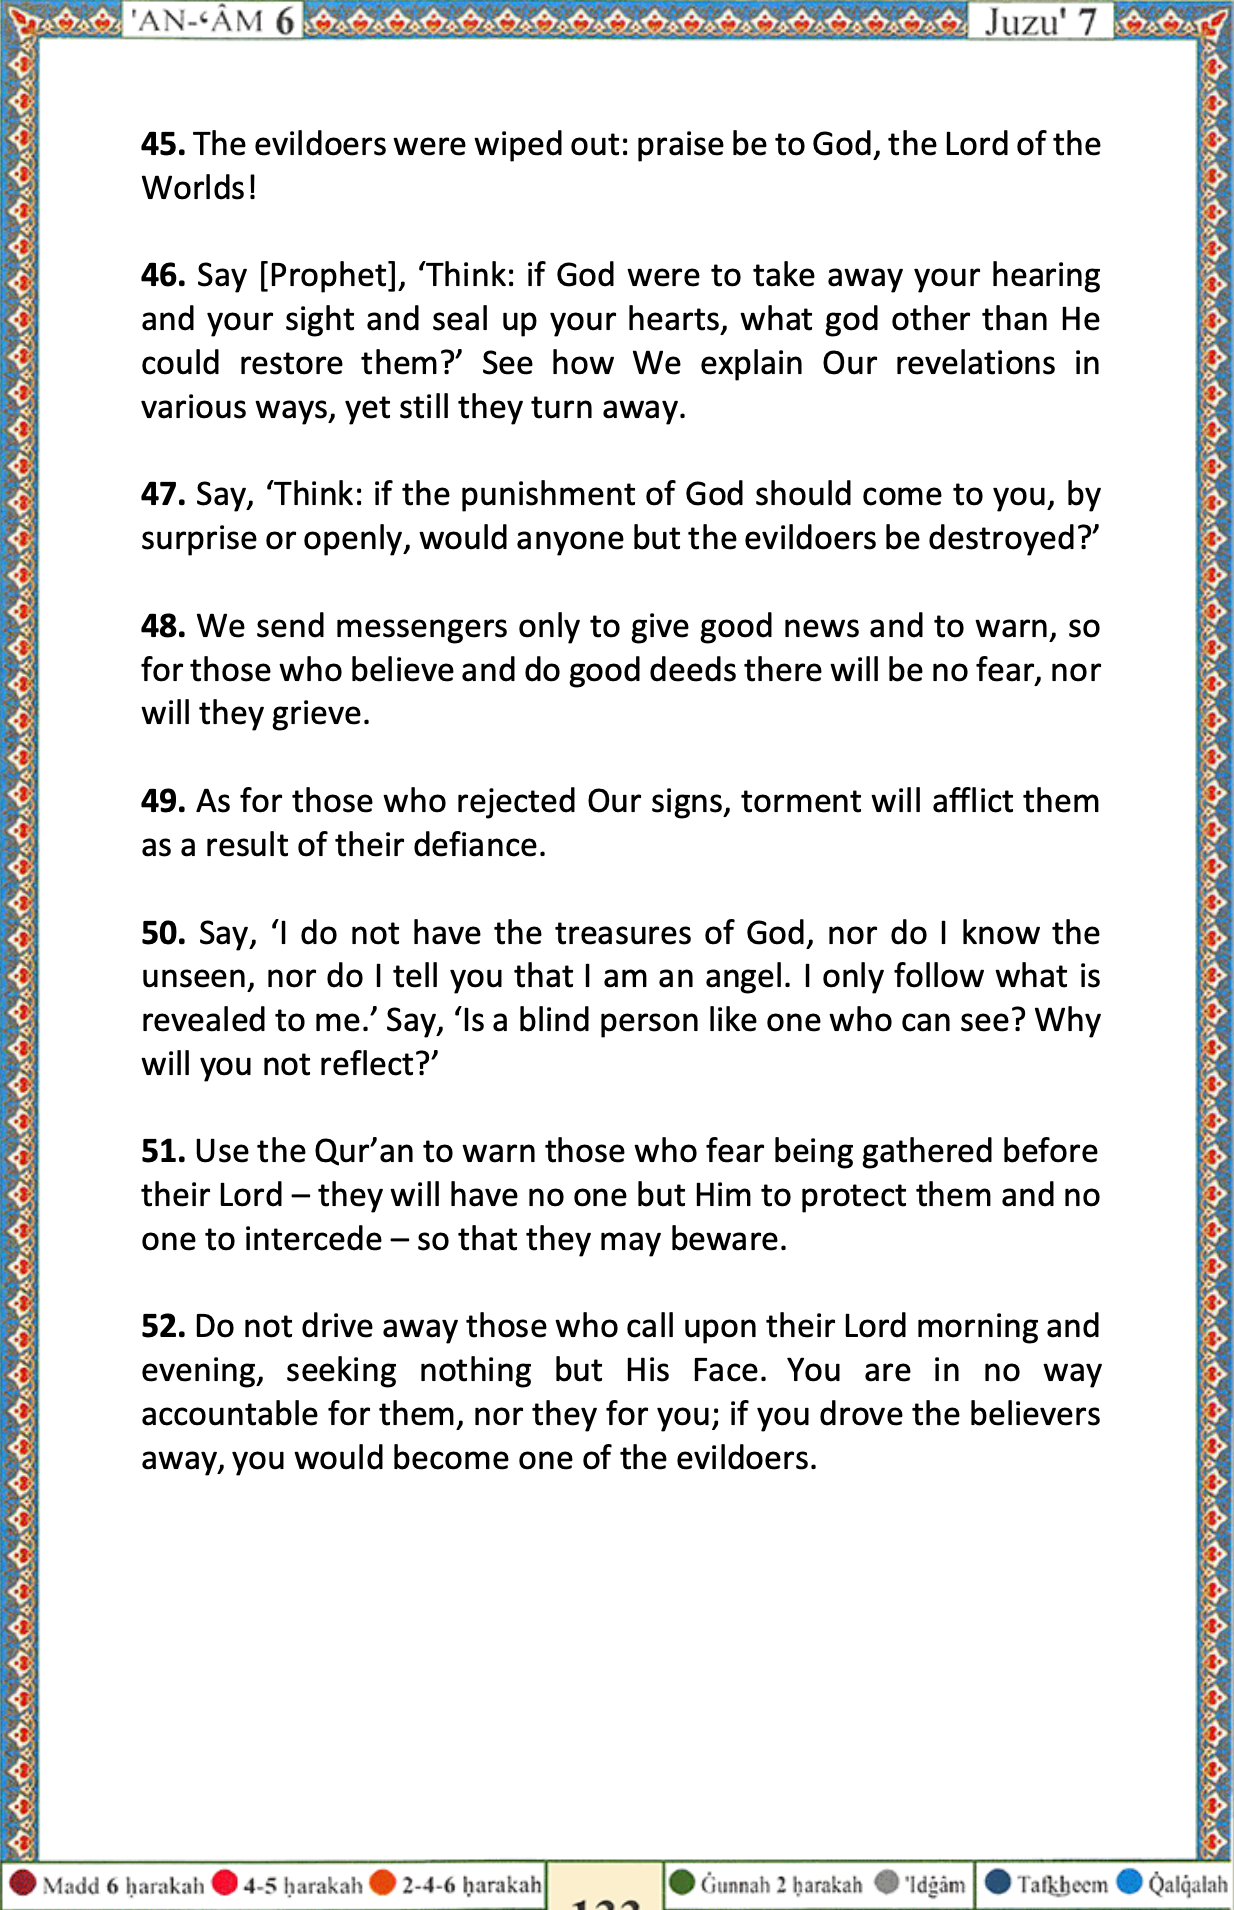 'AN-‘ÂM 6
Juzu' 7
45. The evildoers were wiped out: praise be to God, the Lord of the
Worlds!
46. Say [Prophet], ‘Think: if God were to take away your hearing
and your sight and seal up your hearts, what god other than He
could restore them?’ See how We explain Our revelations in
various ways, yet still they turn away.
47. Say, ‘Think: if the punishment of God should come to you, by
surprise or openly, would anyone but the evildoers be destroyed?’
48. We send messengers only to give good news and to warn, so
for those who believe and do good deeds there will be no fear, nor
will they grieve.
49. As for those who rejected Our signs, torment will afflict them
as a result of their defiance.
50. Say, ‘I do not have the treasures of God, nor do I know the
unseen, nor do I tell you that I am an angel. I only follow what is
revealed to me.’ Say, ‘Is a blind person like one who can see? Why
will you not reflect?’
51. Use the Qur’an to warn those who fear being gathered before
their Lord – they will have no one but Him to protect them and no
one to intercede – so that they may beware.
52. Do not drive away those who call upon their Lord morning and
evening, seeking nothing but His Face. You are in no way
accountable for them, nor they for you; if you drove the believers
away, you would become one of the evildoers.
Madd 6 ḥarakah 4-5 ḥarakah 2-4-6 ḥarakah Ġunnah 2 ḥarakah 'Idġâm Tafk͟heem Q̇alq̇alah